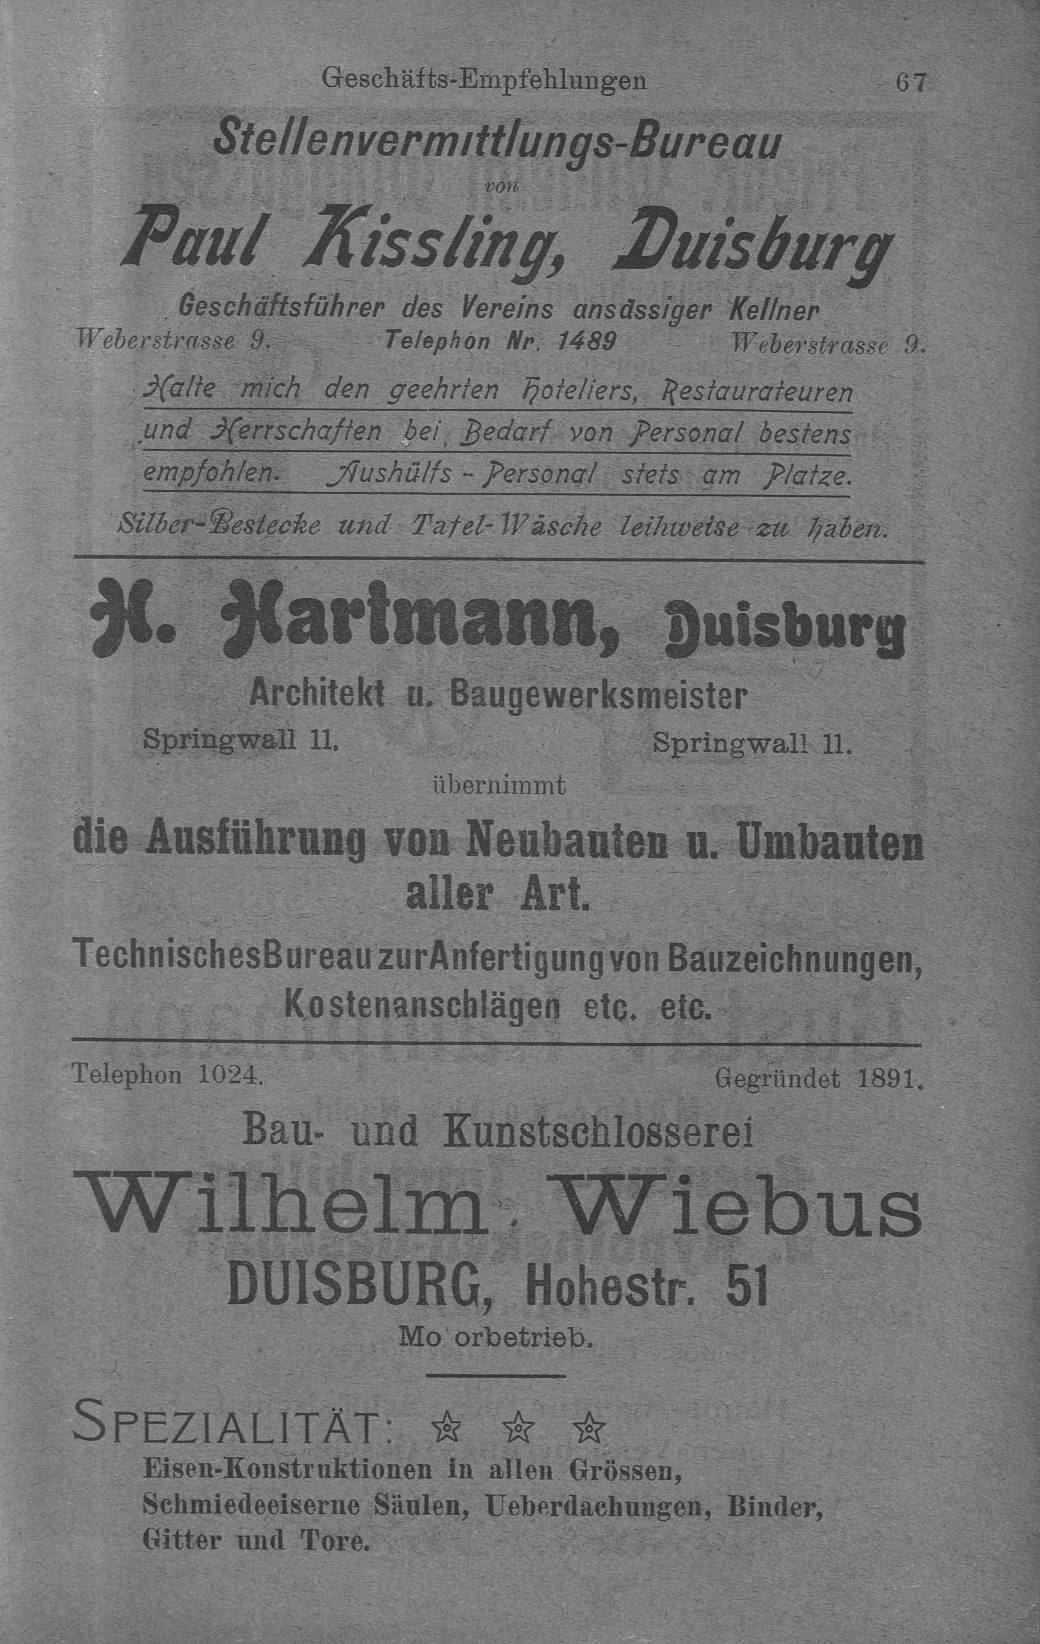 Geschäfts-Empfehlungen 67
Stellenvermittlungs-Bureau
von
Paul Kissling, Duisburg
Geschäftsführer des Vereins ansässiger Kellner
Weberstrasse 9. Telephon Nr. 1489 Weberstrasse 9.
Halte mich den geehrten Hoteliers, Restaurateuren
und Herrschaften bei Bedarf von Personal bestens
empfohlen. Aushülfs-Personal stets am Platze.
Silber-Bestecke und Tafel-Wäsche leihweise zu haben.
H. Hartmann, Duisburg
Architekt u. Baugewerksmeister
Springwall 11. Springwall 11.
übernimmt
die Ausführung von Neubauten u. Umbauten
aller Art.
Technisches Bureau zur Anfertigung von Bauzeichnungen,
Kostenanschlägen etc. etc.
Telephon 1024. Gegründet 1891.
Bau- und Kunstschlosserei
Wilhelm Wiebus
DUISBURG, Hohestr. 51
Mo orbetrieb.
SPEZIALITÄT:
Eisen-Konstruktionen in allen Grössen,
Schmiedeeiserne Säulen, Ueberdachungen, Binder,
Gitter und Tore.